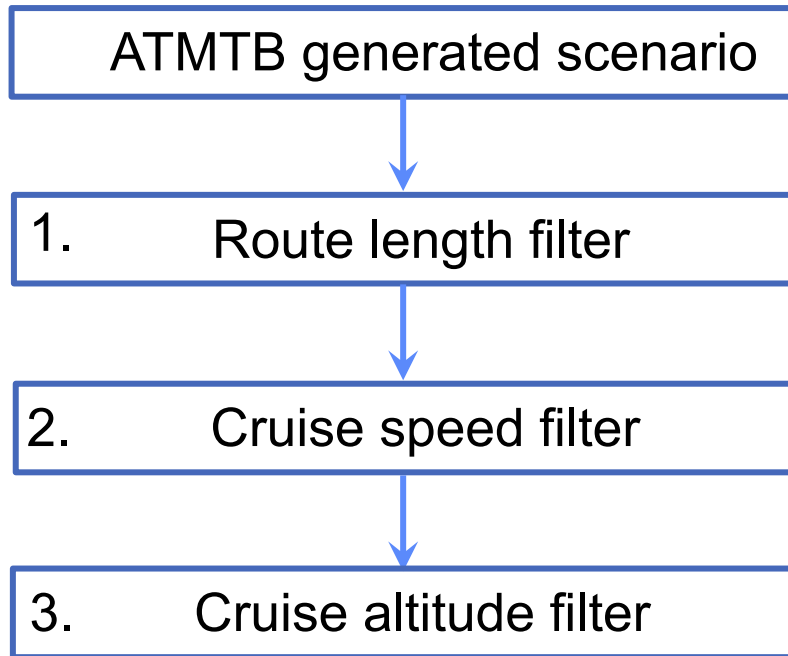 ATMTB generated scenario
1. Route length filter
2. Cruise speed filter
3. Cruise altitude filter